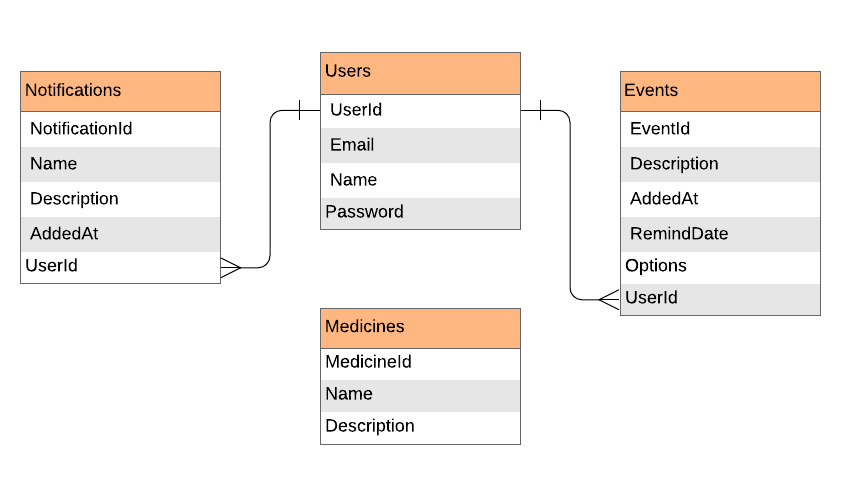 Notifications
NotificationId
Name
Description
AddedAt
UserId
Users
UserId
Email
Name
Password
Medicines
MedicineId
Name
Description
Events
EventId
Description
AddedAt
RemindDate
Options
UserId